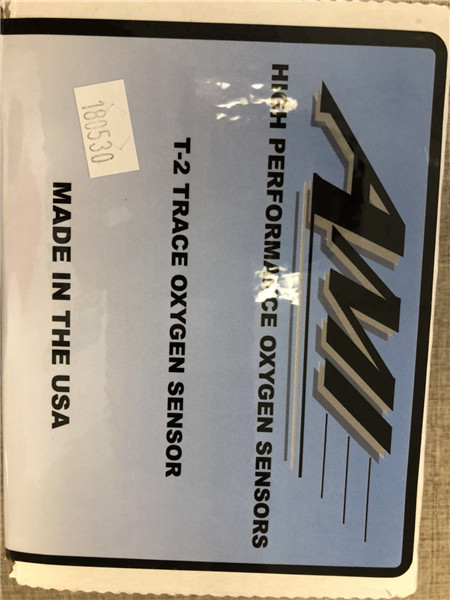 AMI
HIGH PERFORMANCE OXYGEN SENSORS
T-2 TRACE OXYGEN SENSOR
180530
MADE IN THE USA